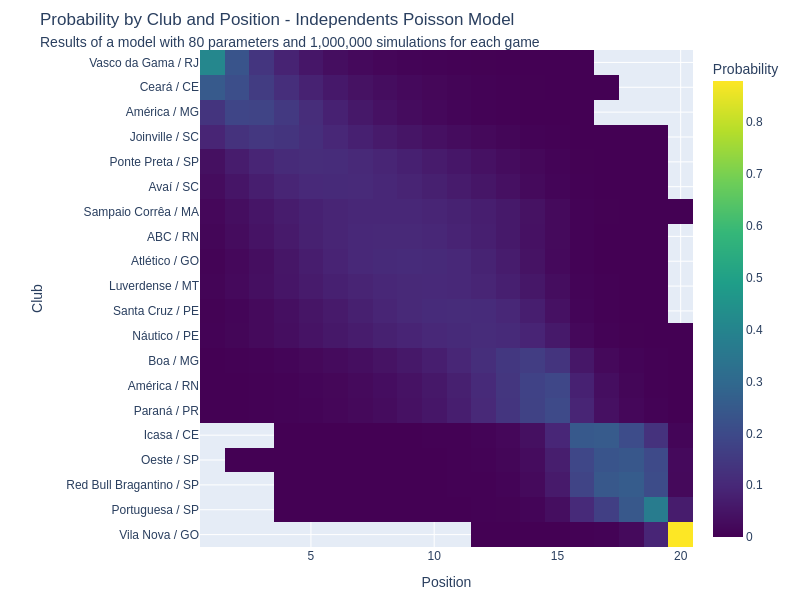 Probability by Club and Position - Independents Poisson Model
Results of a model with 80 parameters and 1,000,000 simulations for each game
Probability
Vasco da Gama / RJ
Ceará / CE
América / MG
Joinville / SC
Ponte Preta / SP
Avaí / SC
Sampaio Corrêa / MA
ABC / RN
Atlético / GO
Luverdense / MT
Santa Cruz / PE
Náutico / PE
Boa / MG
América / RN
Paraná / PR
Icasa / CE
Oeste / SP
Red Bull Bragantino / SP
Portuguesa / SP
Vila Nova / GO
Club
5
10
15
20
Position
0.8
0.7
0.6
0.5
0.4
0.3
0.2
0.1
0